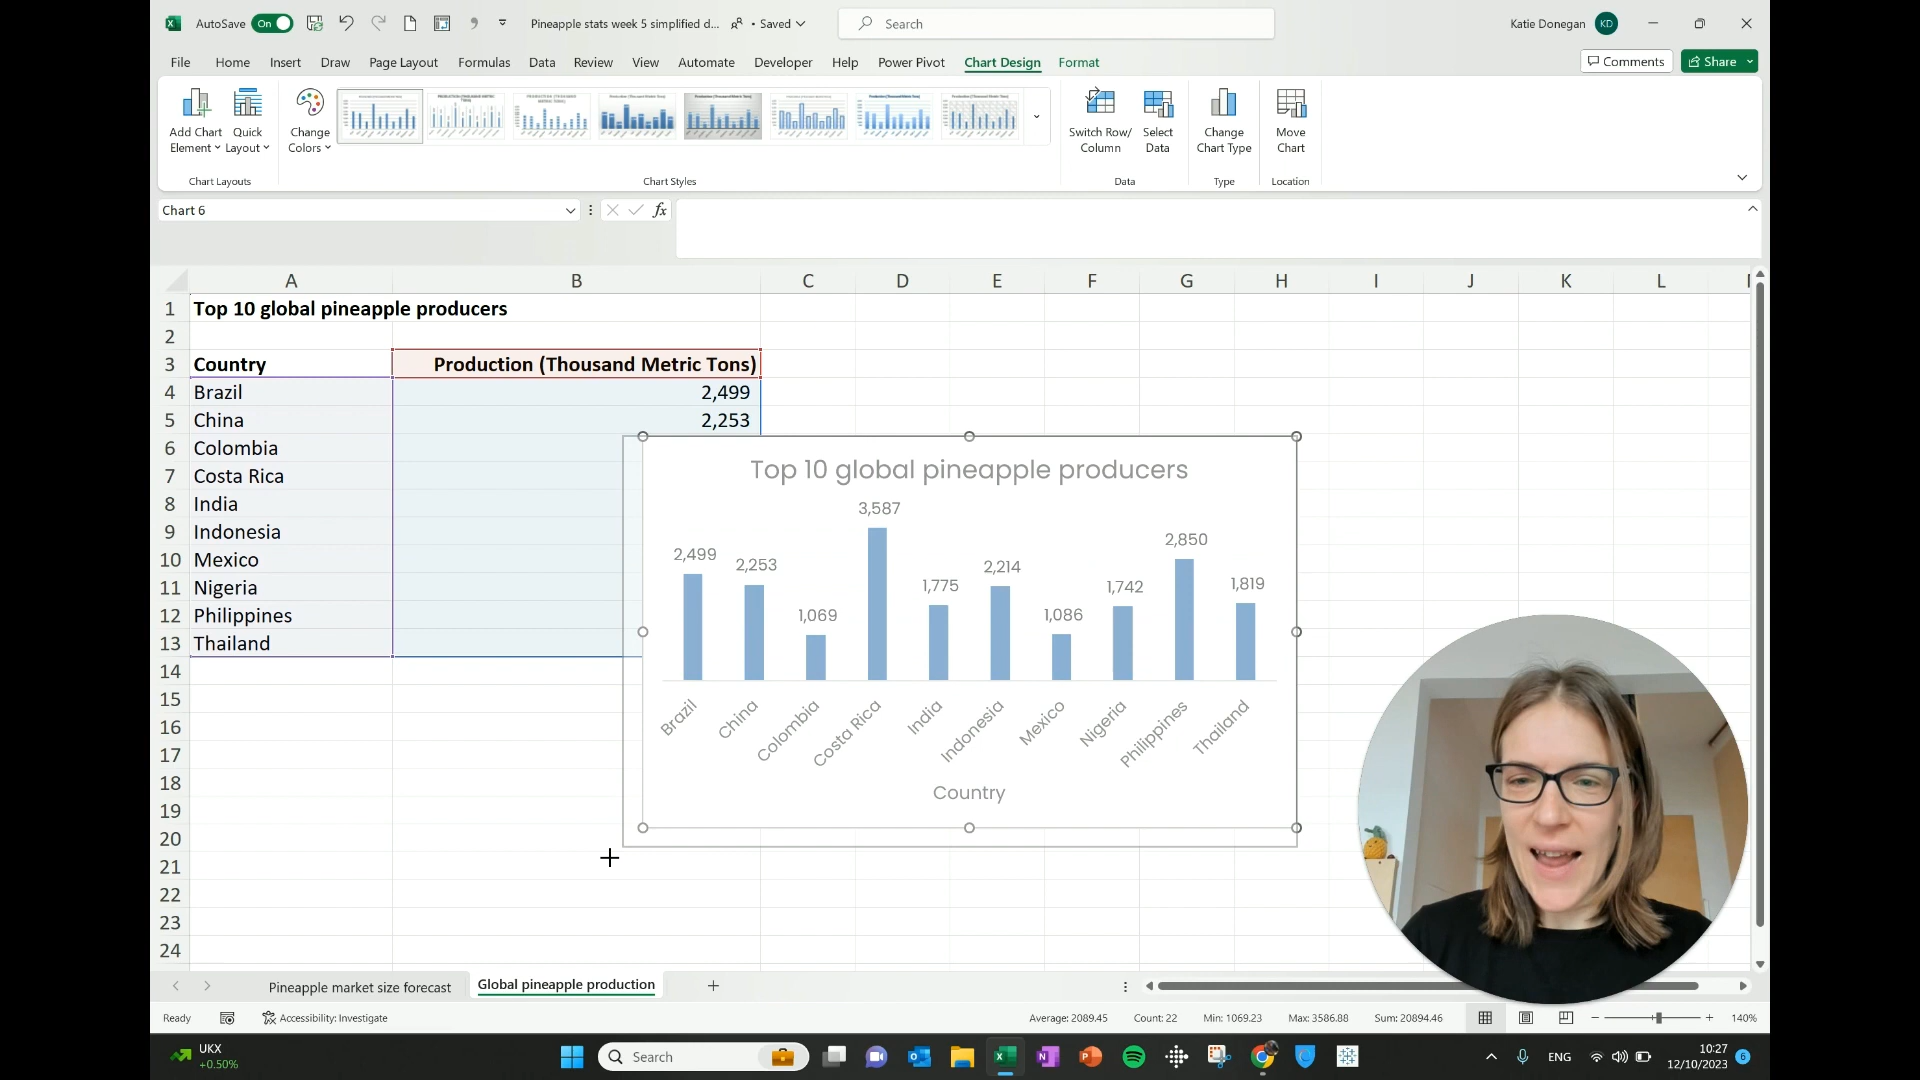 AutoSave On Pineapple stats week 5 simplified d... • Saved Search Katie Donegan KD
File Home Insert Draw Page Layout Formulas Data Review View Automate Developer Help Power Pivot Chart Design Format Comments Share
Add Chart Element Quick Layout Change Colors Switch Row/Column Select Data Change Chart Type Move Chart
Chart Layouts Chart Styles Data Type Location
Chart 6 fx
A B C D E F G H I J K L
1 Top 10 global pineapple producers
2
3 Country Production (Thousand Metric Tons)
4 Brazil 2,499
5 China 2,253
6 Colombia
7 Costa Rica
8 India
9 Indonesia
10 Mexico
11 Nigeria
12 Philippines
13 Thailand
14
15
16
17
18
19
20
21
22
23
24
Top 10 global pineapple producers
2,499 2,253 1,069 3,587 1,775 2,214 1,086 1,742 2,850 1,819
Brazil China Colombia Costa Rica India Indonesia Mexico Nigeria Philippines Thailand
Country
Pineapple market size forecast Global pineapple production
Ready Accessibility: Investigate Average: 2089.45 Count: 22 Min: 1069.23 Max: 3586.88 Sum: 20894.46 140%
UKX
+0.50%
Search ENG 10:27
12/10/2023 6